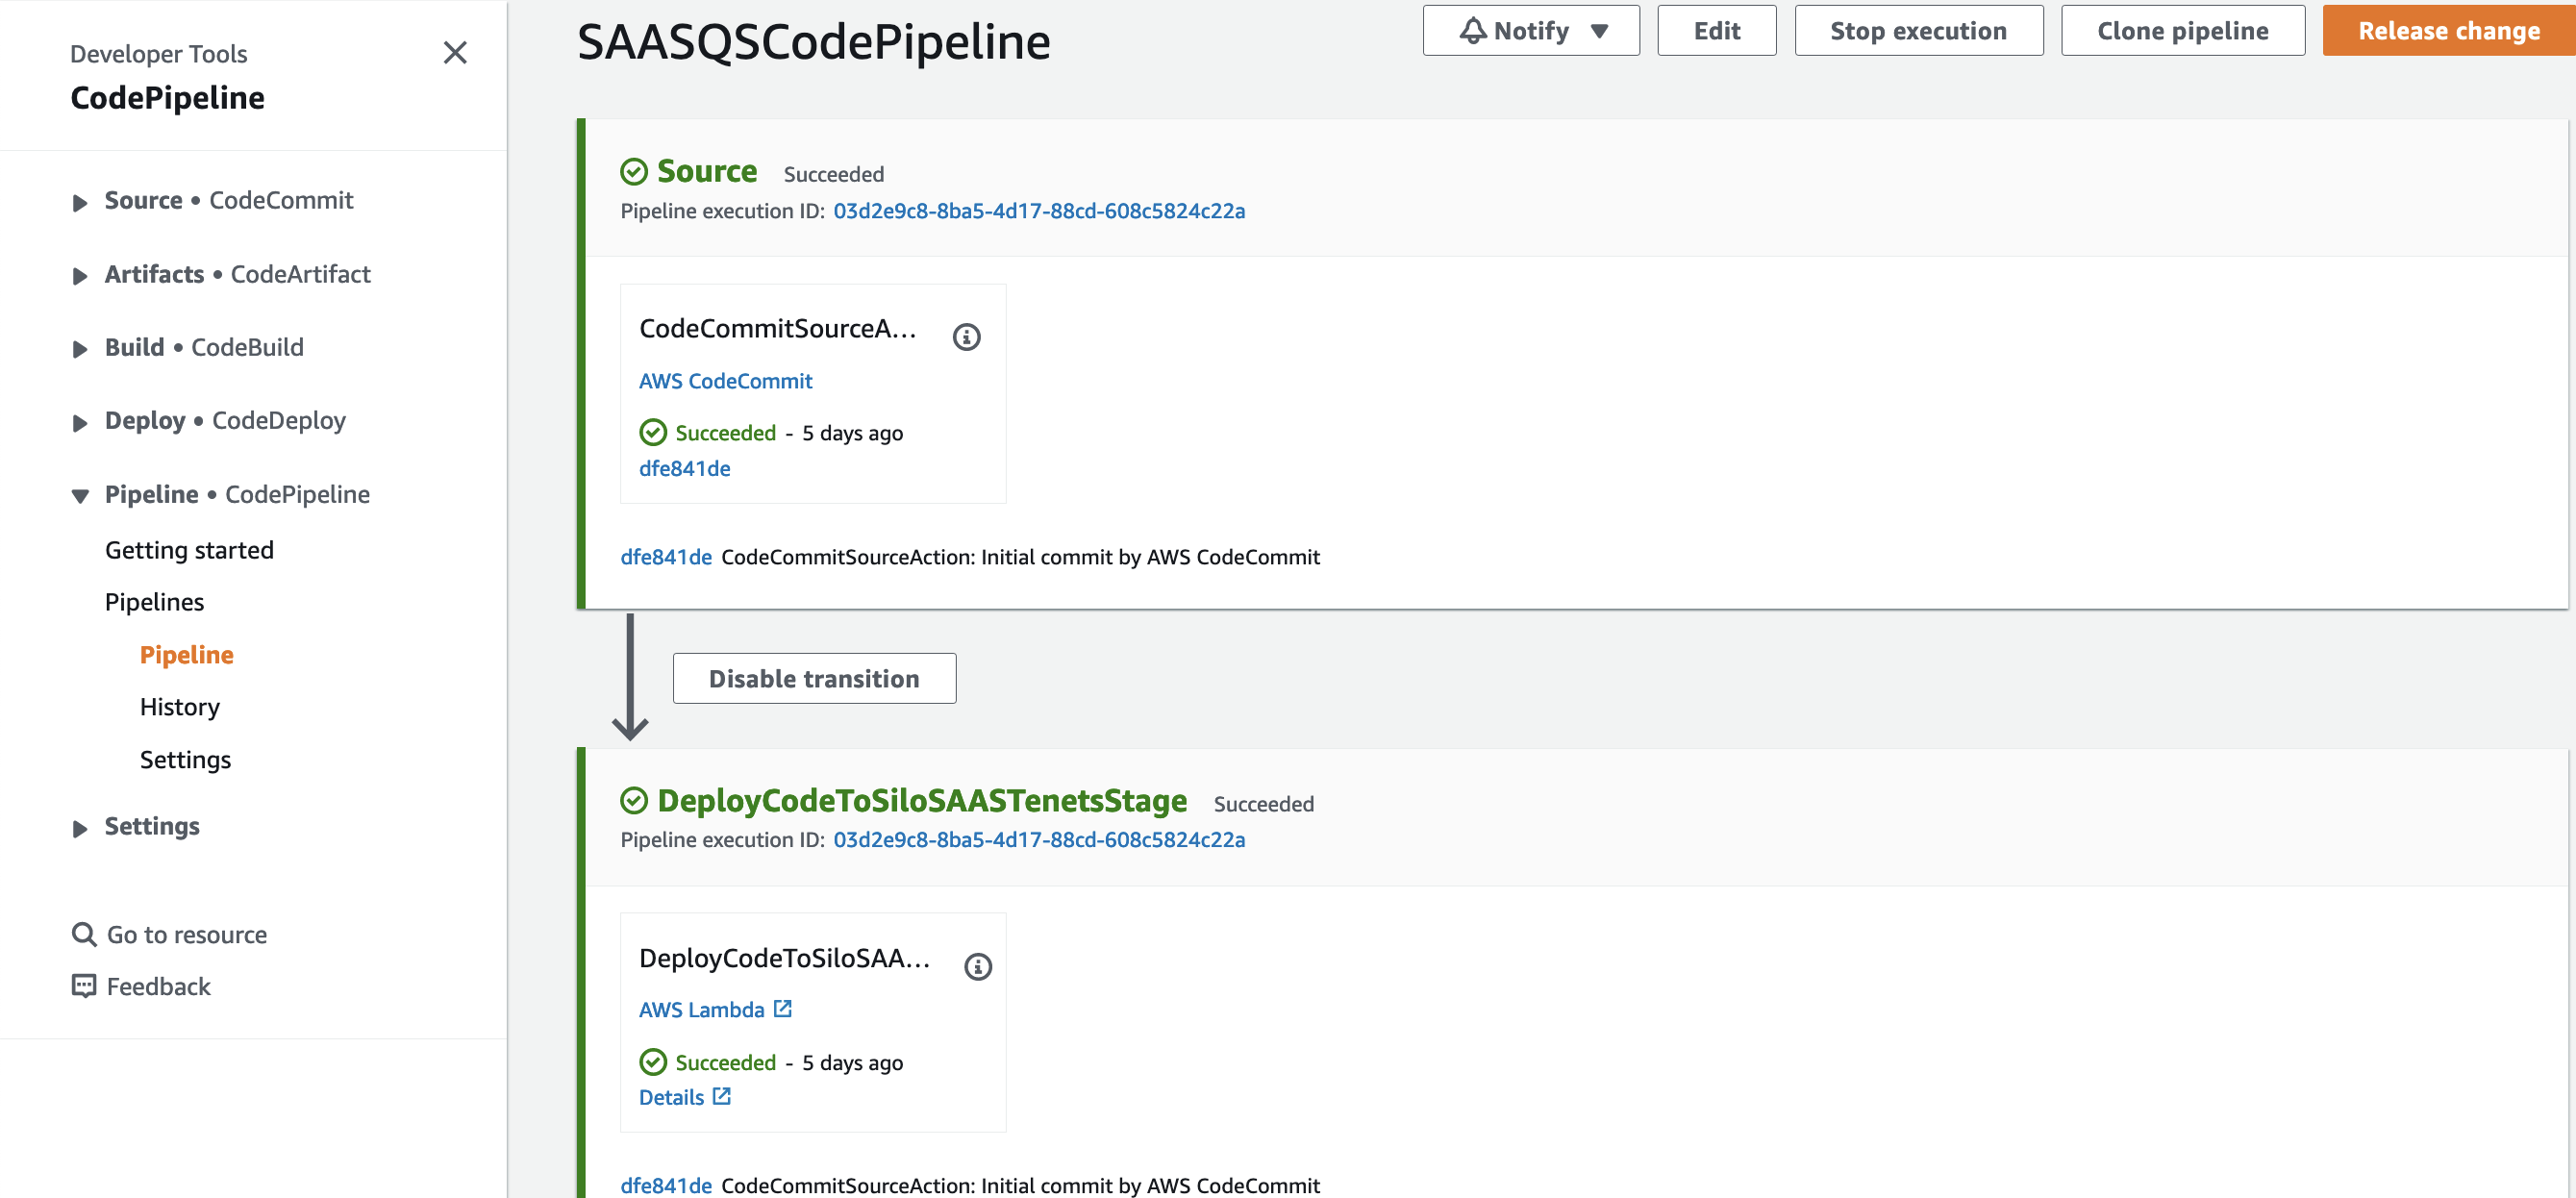 Developer Tools
CodePipeline
Source • CodeCommit
Artifacts • CodeArtifact
Build • CodeBuild
Deploy • CodeDeploy
Pipeline • CodePipeline
Getting started
Pipelines
Pipeline
History
Settings
Settings
Go to resource
Feedback
SAASQSCodePipeline
Notify
Edit
Stop execution
Clone pipeline
Release change
Source Succeeded
Pipeline execution ID: 03d2e9c8-8ba5-4d17-88cd-608c5824c22a
CodeCommitSourceA...
AWS CodeCommit
Succeeded - 5 days ago
dfe841de
dfe841de CodeCommitSourceAction: Initial commit by AWS CodeCommit
Disable transition
DeployCodeToSiloSAASTenetsStage Succeeded
Pipeline execution ID: 03d2e9c8-8ba5-4d17-88cd-608c5824c22a
DeployCodeToSiloSAA...
AWS Lambda
Succeeded - 5 days ago
Details
dfe841de CodeCommitSourceAction: Initial commit by AWS CodeCommit